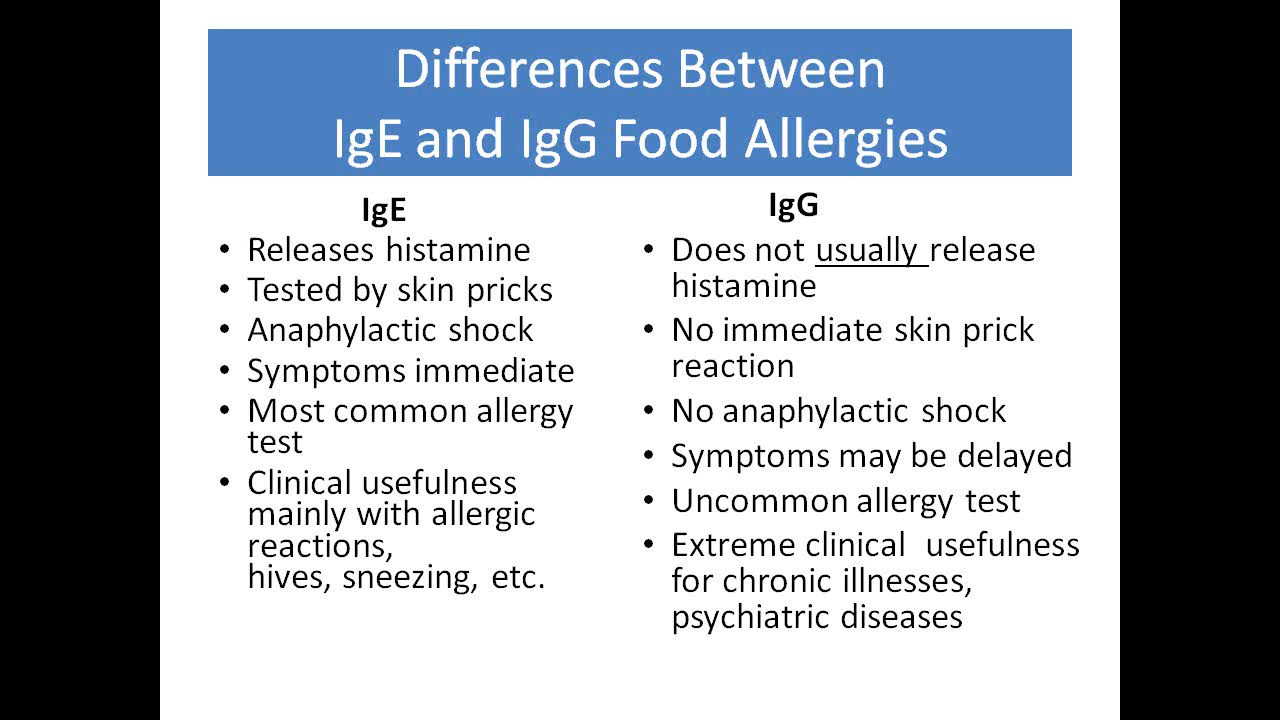 Differences Between
IgE and IgG Food Allergies
IgE
• Releases histamine
• Tested by skin pricks
• Anaphylactic shock
• Symptoms immediate
• Most common allergy
test
• Clinical usefulness
mainly with allergic
reactions,
hives, sneezing, etc.
IgG
• Does not usually release
histamine
• No immediate skin prick
reaction
• No anaphylactic shock
• Symptoms may be delayed
• Uncommon allergy test
• Extreme clinical usefulness
for chronic illnesses,
psychiatric diseases